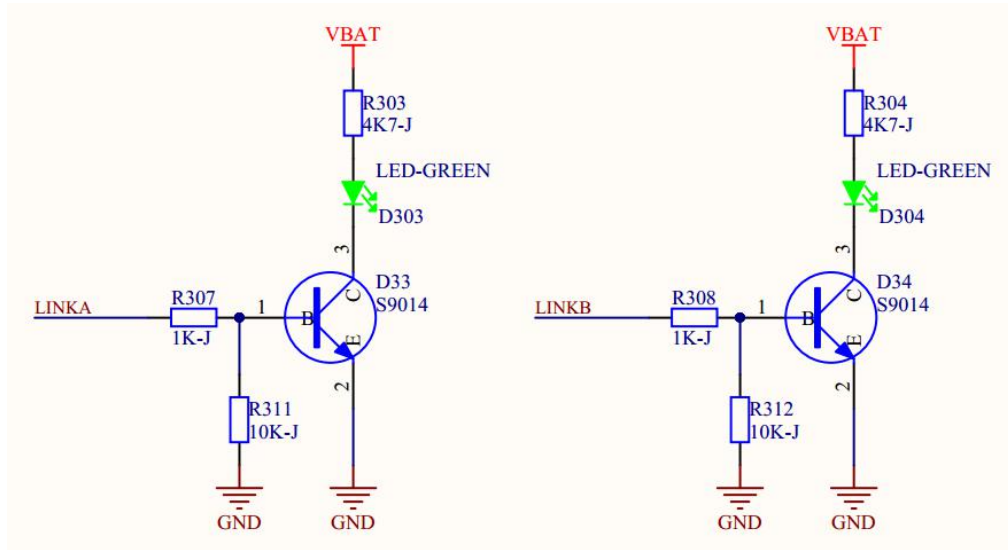 VBAT
R303
4K7-J
LED-GREEN
D303
3
D33
S9014
C
B
E
1
2
LINKA
R307
1K-J
R311
10K-J
GND
GND
VBAT
R304
4K7-J
LED-GREEN
D304
3
D34
S9014
C
B
E
1
2
LINKB
R308
1K-J
R312
10K-J
GND
GND